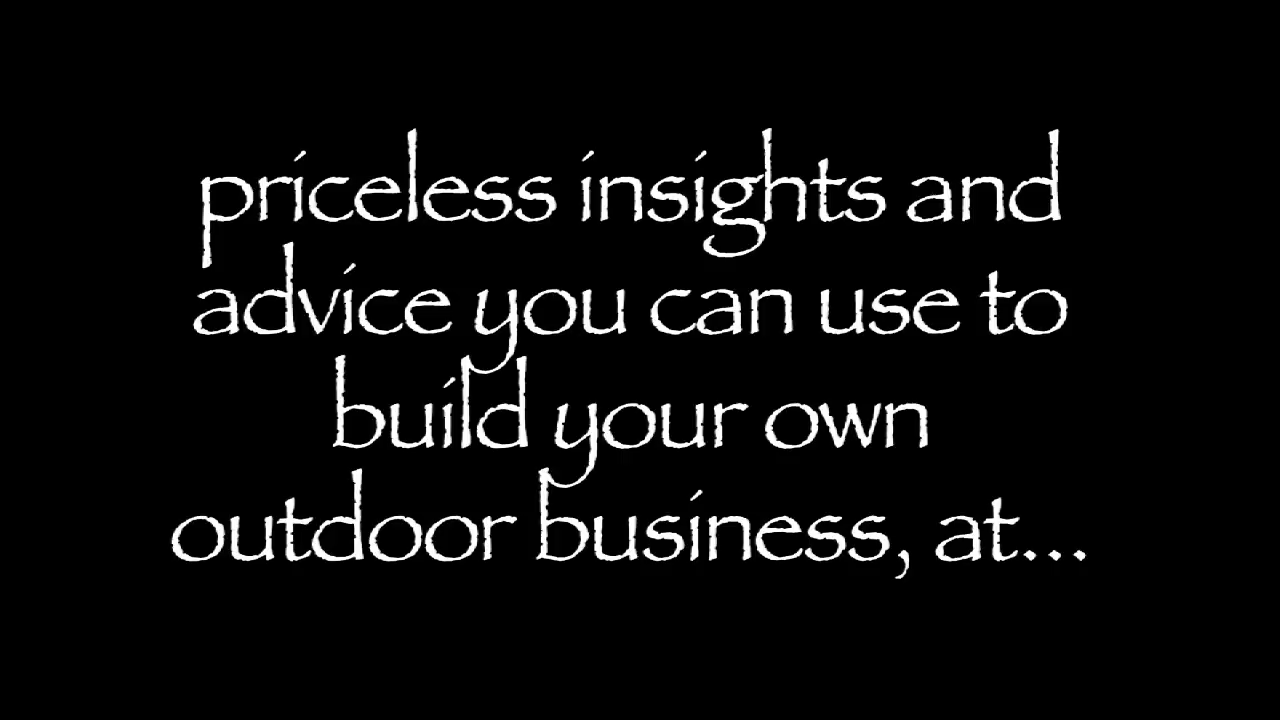 priceless insights and
advice you can use to
build your own
outdoor business, at...